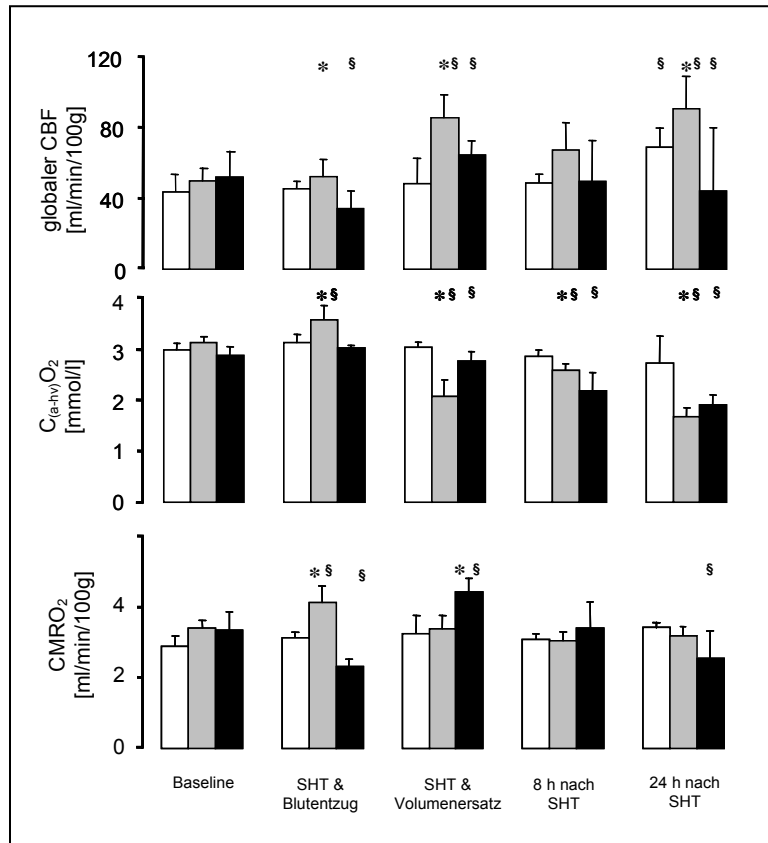 120
* §
*§ §
§ *§ §
80
40
0
globaler CBF
[ml/min/100g]
4
*§
*§ §
*§ §
*§ §
3
2
1
0
C(a-hv)O2
[mmol/l]
* § §
* §
§
4
2
0
CMRO2
[ml/min/100g]
Baseline
SHT &
Blutentzug
SHT &
Volumenersatz
8 h nach
SHT
24 h nach
SHT